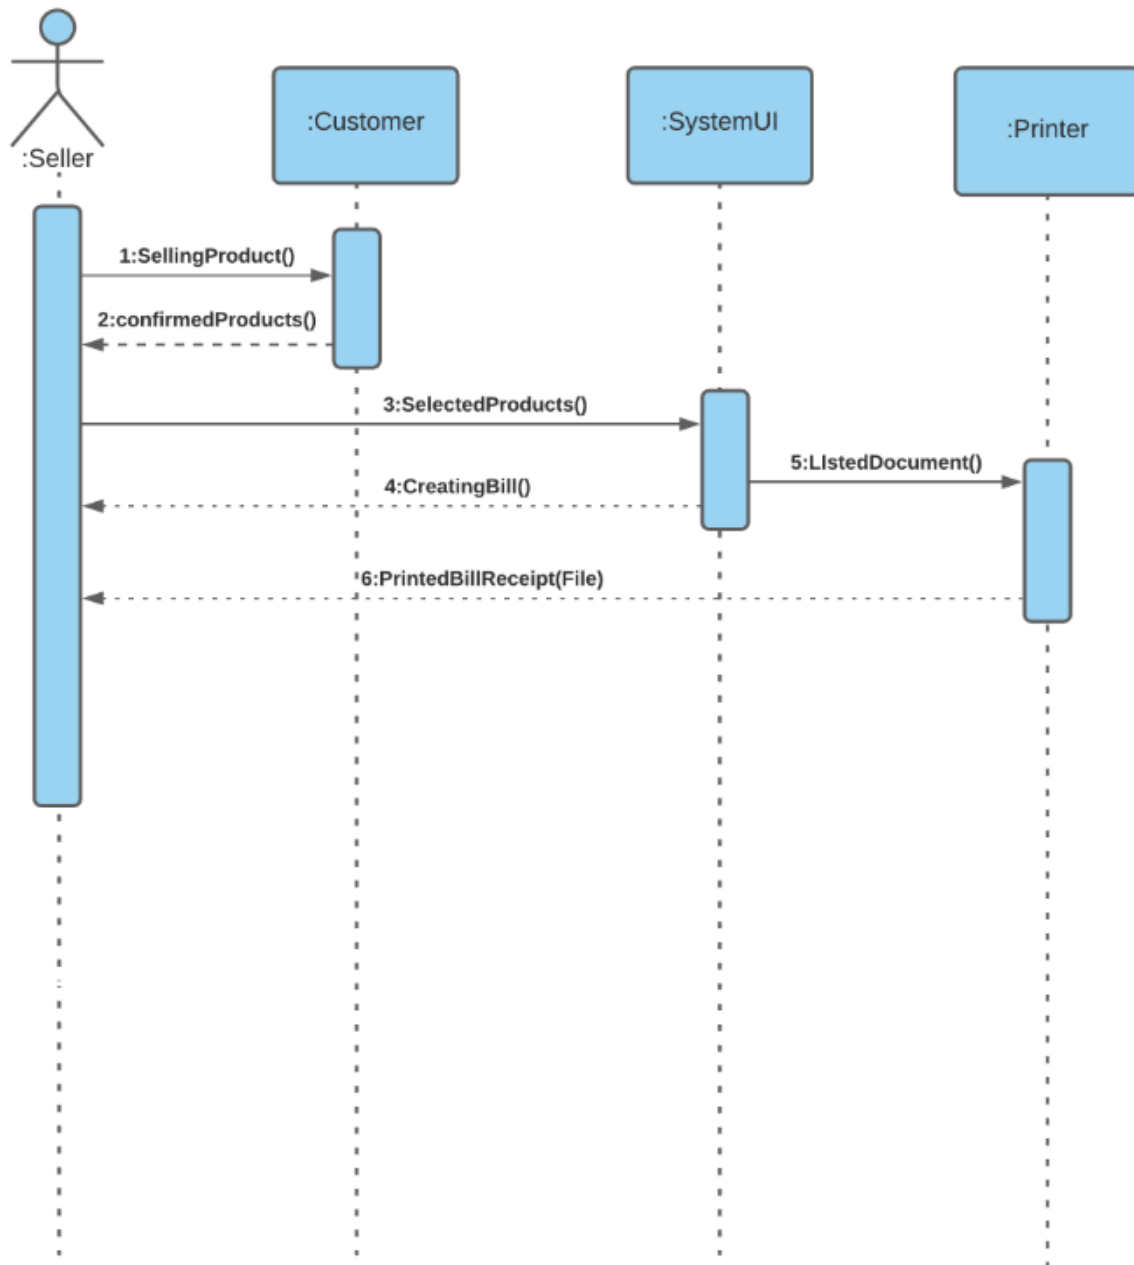 :Seller
:Customer
:SystemUI
:Printer
1:SellingProduct()
2:confirmedProducts()
3:SelectedProducts()
5:LIstedDocument()
4:CreatingBill()
6:PrintedBillReceipt(File)